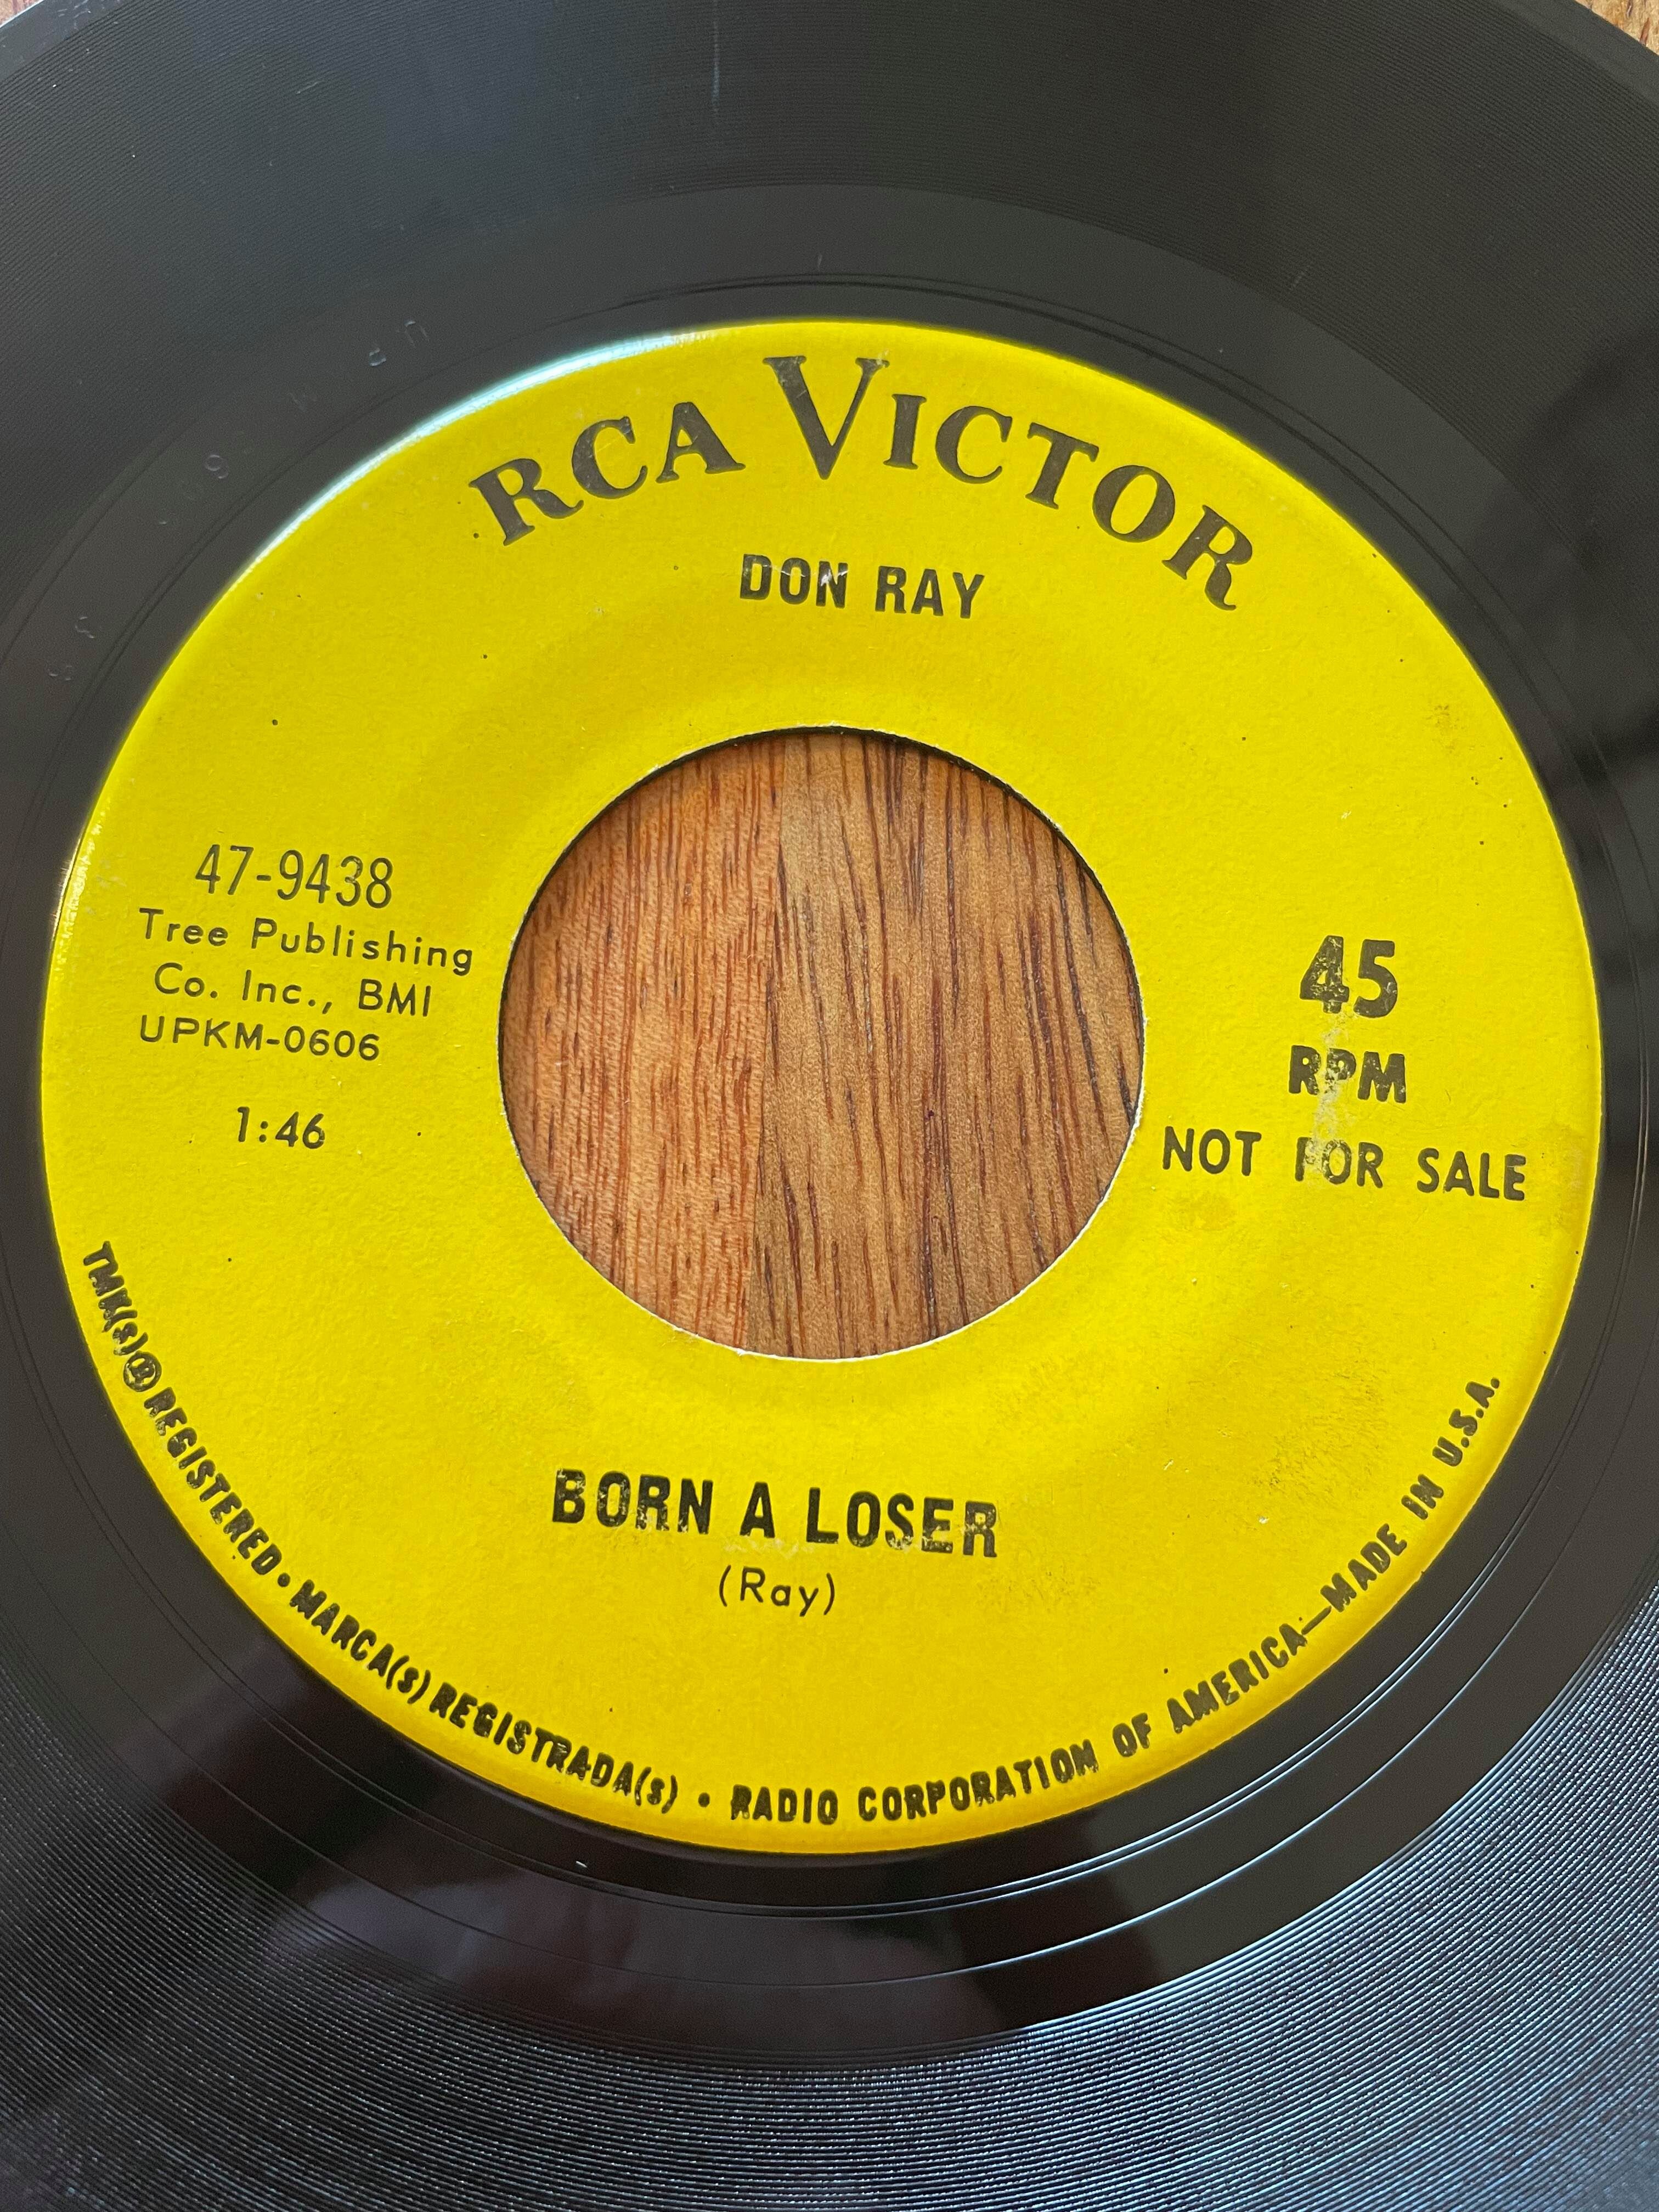 RCA VICTOR
DON RAY
47-9438
Tree Publishing
Co. Inc., BMI
UPKM-0606
1:46
45
RPM
NOT FOR SALE
BORN A LOSER
(Ray)
TMK(s) ® REGISTERED • MARCA(s) REGISTRADA(s) • RADIO CORPORATION OF AMERICA—MADE IN U.S.A.